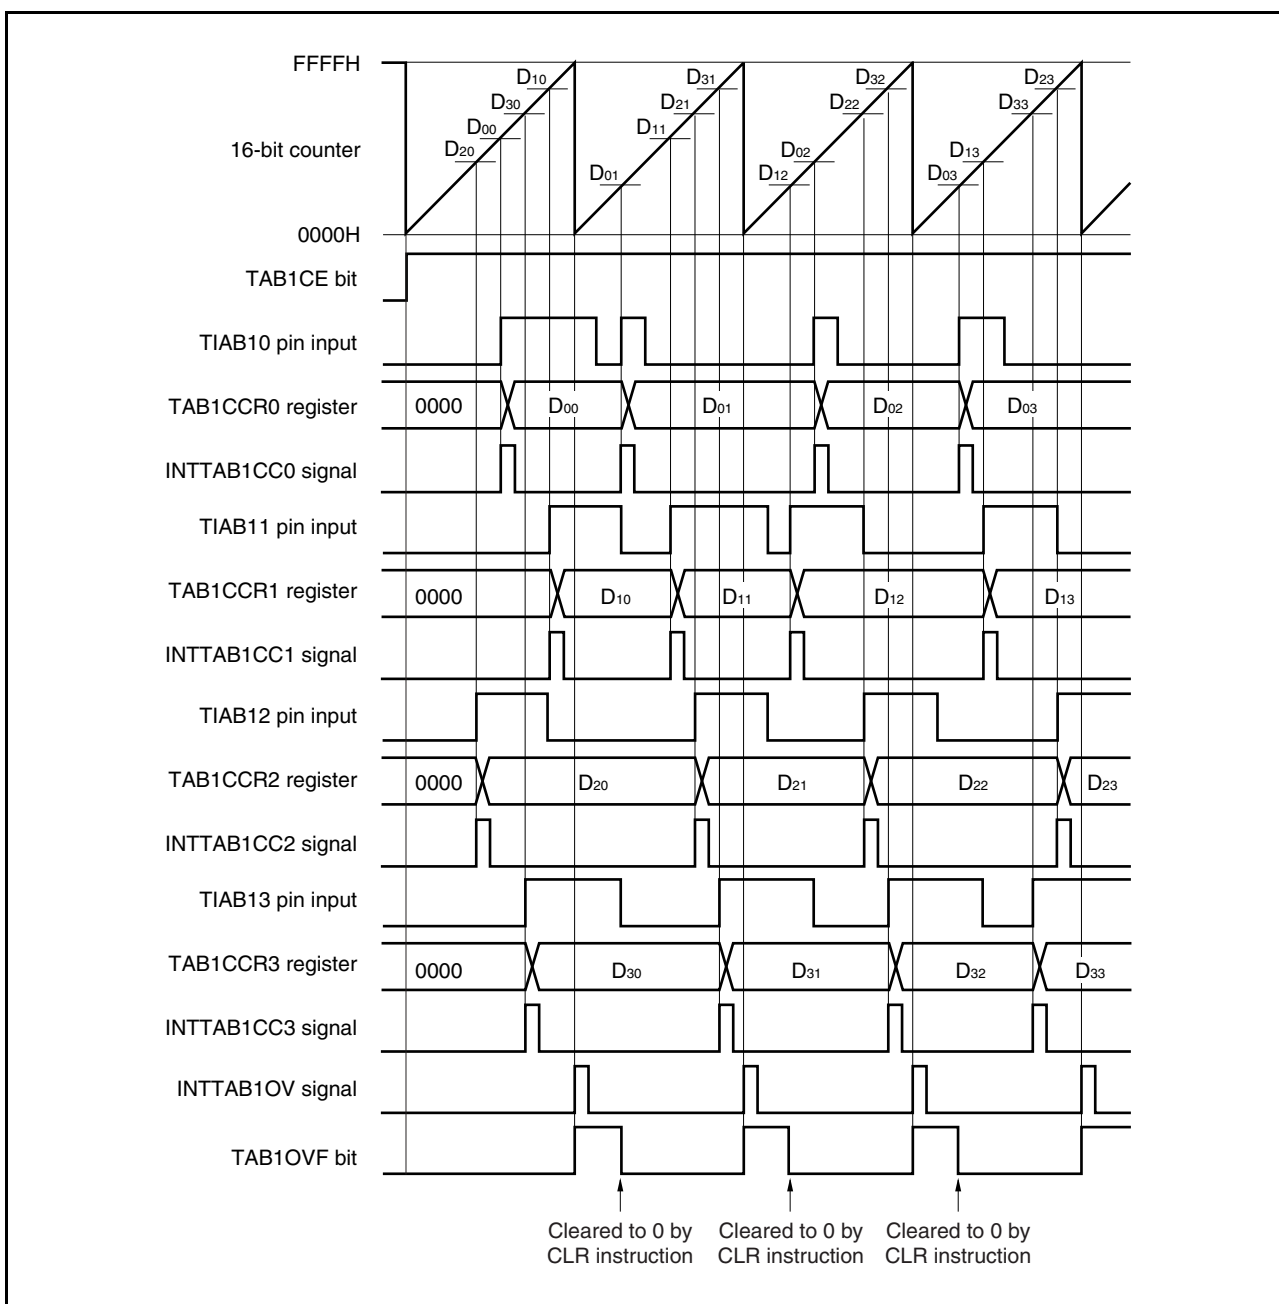 FFFFH
D10
D31
D32
D23
D30
D21
D22
D33
D00
D11
D02
D13
16-bit counter
D20
D01
D12
D03
0000H
TAB1CE bit
TIAB10 pin input
TAB1CCR0 register
0000
D00
D01
D02
D03
INTTAB1CC0 signal
TIAB11 pin input
TAB1CCR1 register
0000
D10
D11
D12
D13
INTTAB1CC1 signal
TIAB12 pin input
TAB1CCR2 register
0000
D20
D21
D22
D23
INTTAB1CC2 signal
TIAB13 pin input
TAB1CCR3 register
0000
D30
D31
D32
D33
INTTAB1CC3 signal
INTTAB1OV signal
TAB1OVF bit
Cleared to 0 by
CLR instruction
Cleared to 0 by
CLR instruction
Cleared to 0 by
CLR instruction